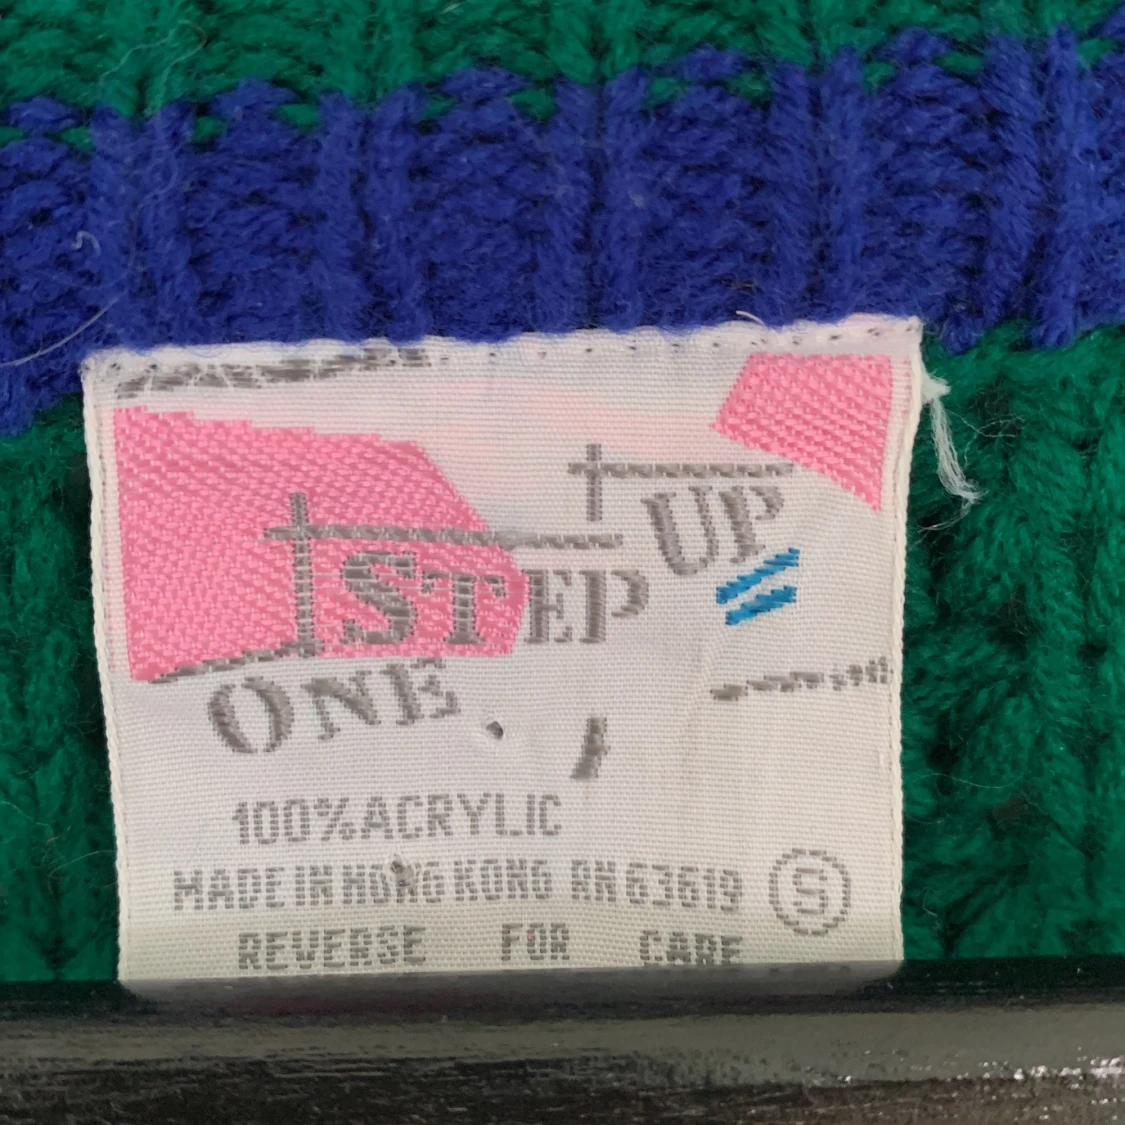 ONE STEP UP
100% ACRYLIC
MADE IN HONG KONG RN 63619 S
REVERSE FOR CARE